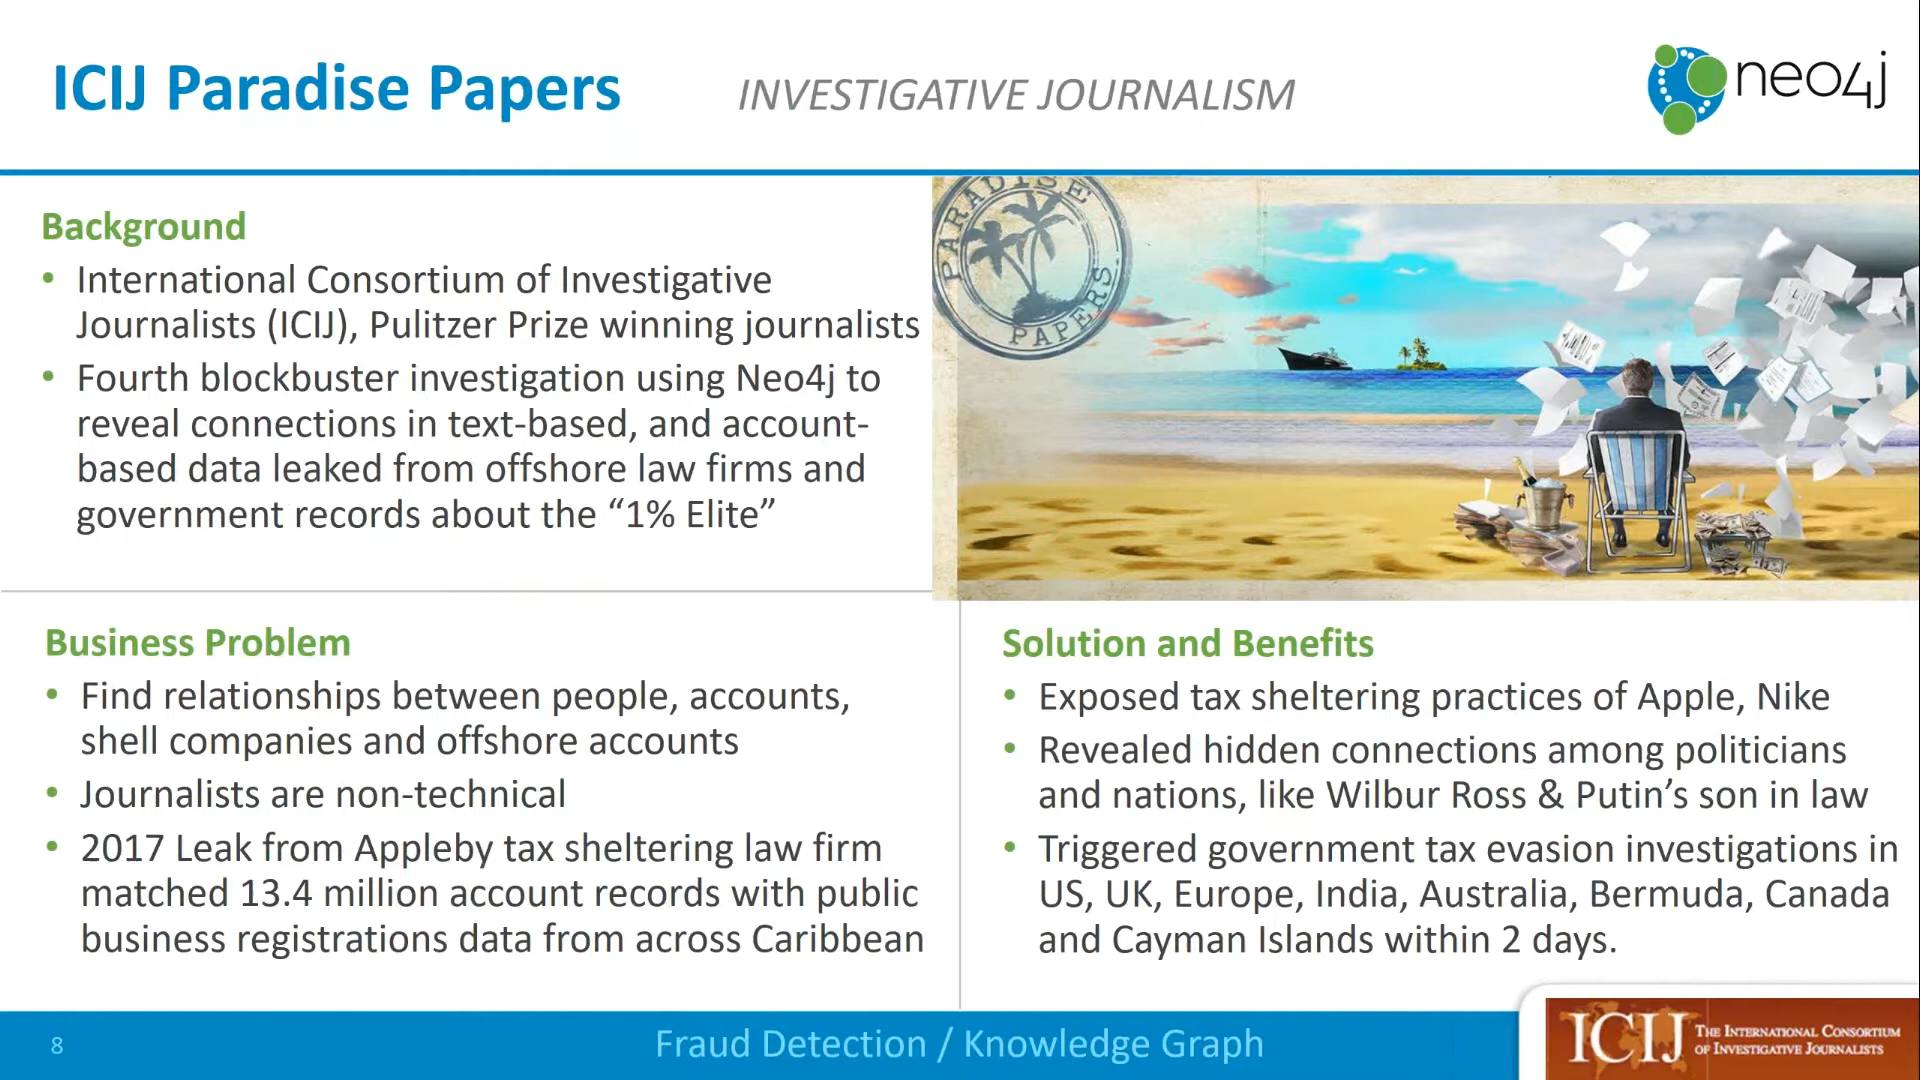 ICIJ Paradise Papers
INVESTIGATIVE JOURNALISM
neo4j
Background
• International Consortium of Investigative
Journalists (ICIJ), Pulitzer Prize winning journalists
• Fourth blockbuster investigation using Neo4j to
reveal connections in text-based, and account-
based data leaked from offshore law firms and
government records about the “1% Elite”
PARADISE
PAPERS
Business Problem
• Find relationships between people, accounts,
shell companies and offshore accounts
• Journalists are non-technical
• 2017 Leak from Appleby tax sheltering law firm
matched 13.4 million account records with public
business registrations data from across Caribbean
Solution and Benefits
• Exposed tax sheltering practices of Apple, Nike
• Revealed hidden connections among politicians
and nations, like Wilbur Ross & Putin’s son in law
• Triggered government tax evasion investigations in
US, UK, Europe, India, Australia, Bermuda, Canada
and Cayman Islands within 2 days.
8
Fraud Detection / Knowledge Graph
ICIJ
THE INTERNATIONAL CONSORTIUM
OF INVESTIGATIVE JOURNALISTS